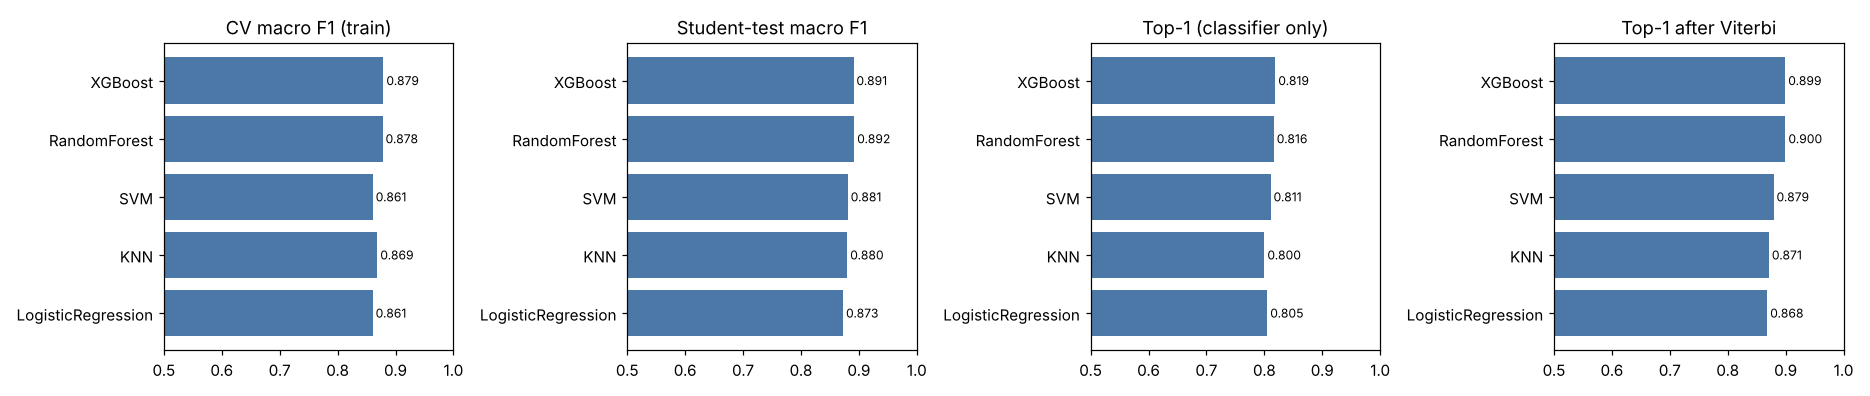 CV macro F1 (train)
XGBoost
0.879
RandomForest
0.878
SVM
0.861
KNN
0.869
LogisticRegression
0.861
0.5 0.6 0.7 0.8 0.9 1.0
Student-test macro F1
XGBoost
0.891
RandomForest
0.892
SVM
0.881
KNN
0.880
LogisticRegression
0.873
0.5 0.6 0.7 0.8 0.9 1.0
Top-1 (classifier only)
XGBoost
0.819
RandomForest
0.816
SVM
0.811
KNN
0.800
LogisticRegression
0.805
0.5 0.6 0.7 0.8 0.9 1.0
Top-1 after Viterbi
XGBoost
0.899
RandomForest
0.900
SVM
0.879
KNN
0.871
LogisticRegression
0.868
0.5 0.6 0.7 0.8 0.9 1.0